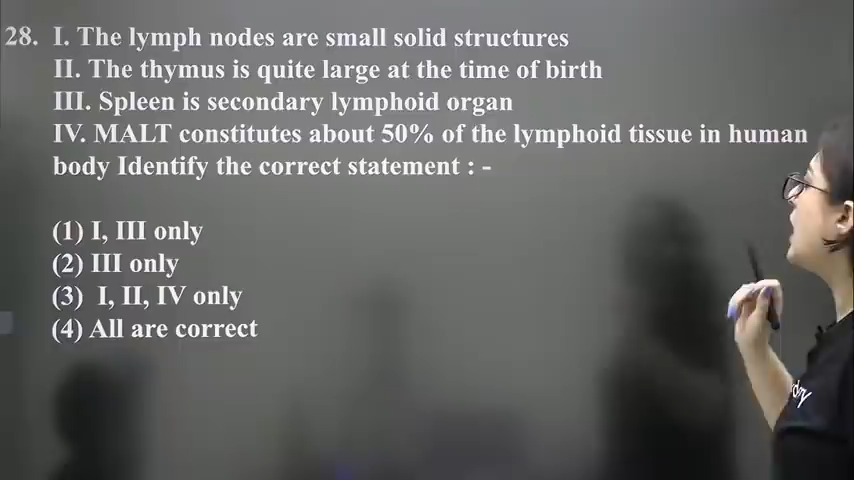 28. I. The lymph nodes are small solid structures
II. The thymus is quite large at the time of birth
III. Spleen is secondary lymphoid organ
IV. MALT constitutes about 50% of the lymphoid tissue in human
body Identify the correct statement : -
(1) I, III only
(2) III only
(3) I, II, IV only
(4) All are correct